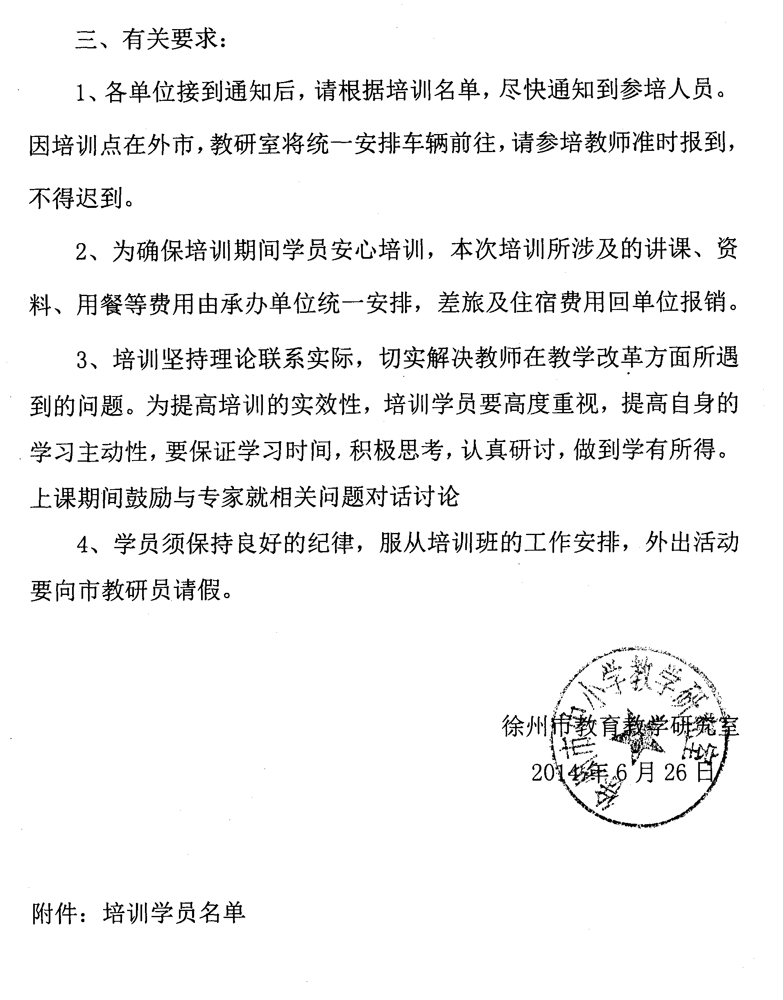 三、有关要求：
1、各单位接到通知后，请根据培训名单，尽快通知到参培人员。
因培训点在外市，教研室将统一安排车辆前往，请参培教师准时报到，
不得迟到。
2、为确保培训期间学员安心培训，本次培训所涉及的讲课、资
料、用餐等费用由承办单位统一安排，差旅及住宿费用回单位报销。
3、培训坚持理论联系实际，切实解决教师在教学改革方面所遇
到的问题。为提高培训的实效性，培训学员要高度重视，提高自身的
学习主动性，要保证学习时间，积极思考，认真研讨，做到学有所得。
上课期间鼓励与专家就相关问题对话讨论
4、学员须保持良好的纪律，服从培训班的工作安排，外出活动
要向市教研员请假。
徐州市教育教学研究室
2014年6月26日
市中小学教学研究室
附件：培训学员名单